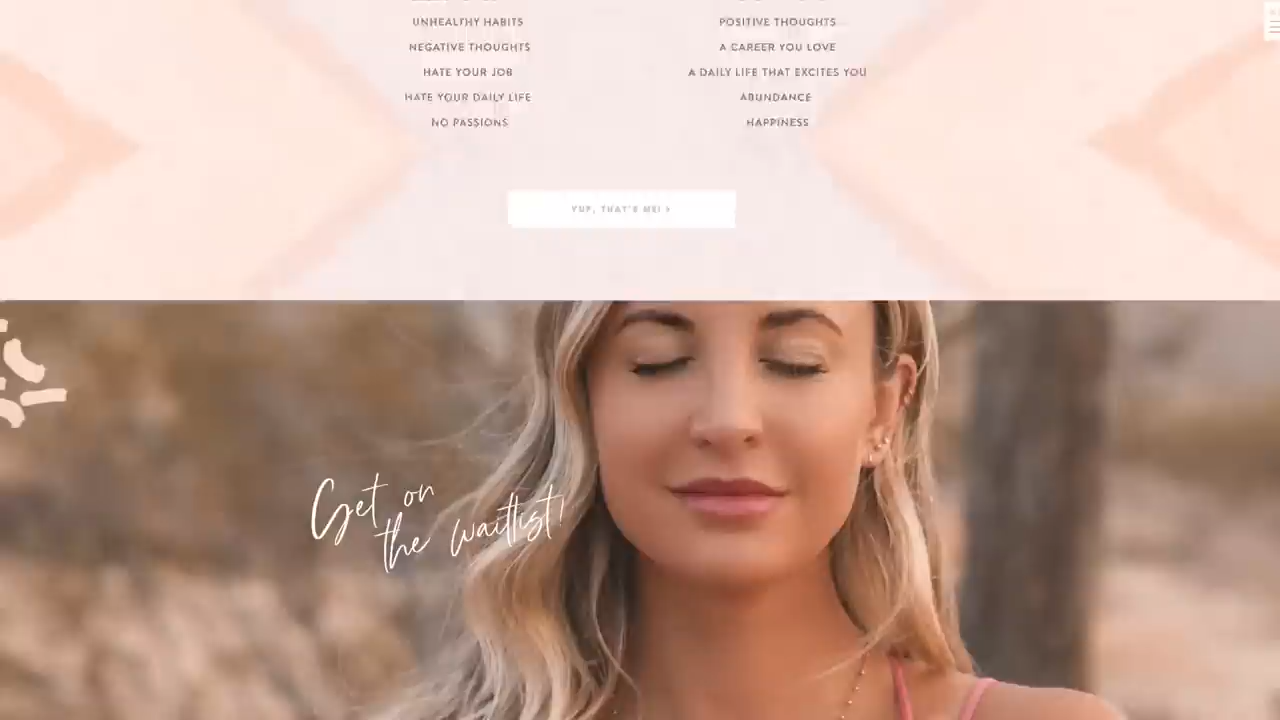 UNHEALTHY HABITS
NEGATIVE THOUGHTS
HATE YOUR JOB
HATE YOUR DAILY LIFE
NO PASSIONS
POSITIVE THOUGHTS
A CAREER YOU LOVE
A DAILY LIFE THAT EXCITES YOU
ABUNDANCE
HAPPINESS
YUP, THAT'S ME! >
Get on
the waitlist!